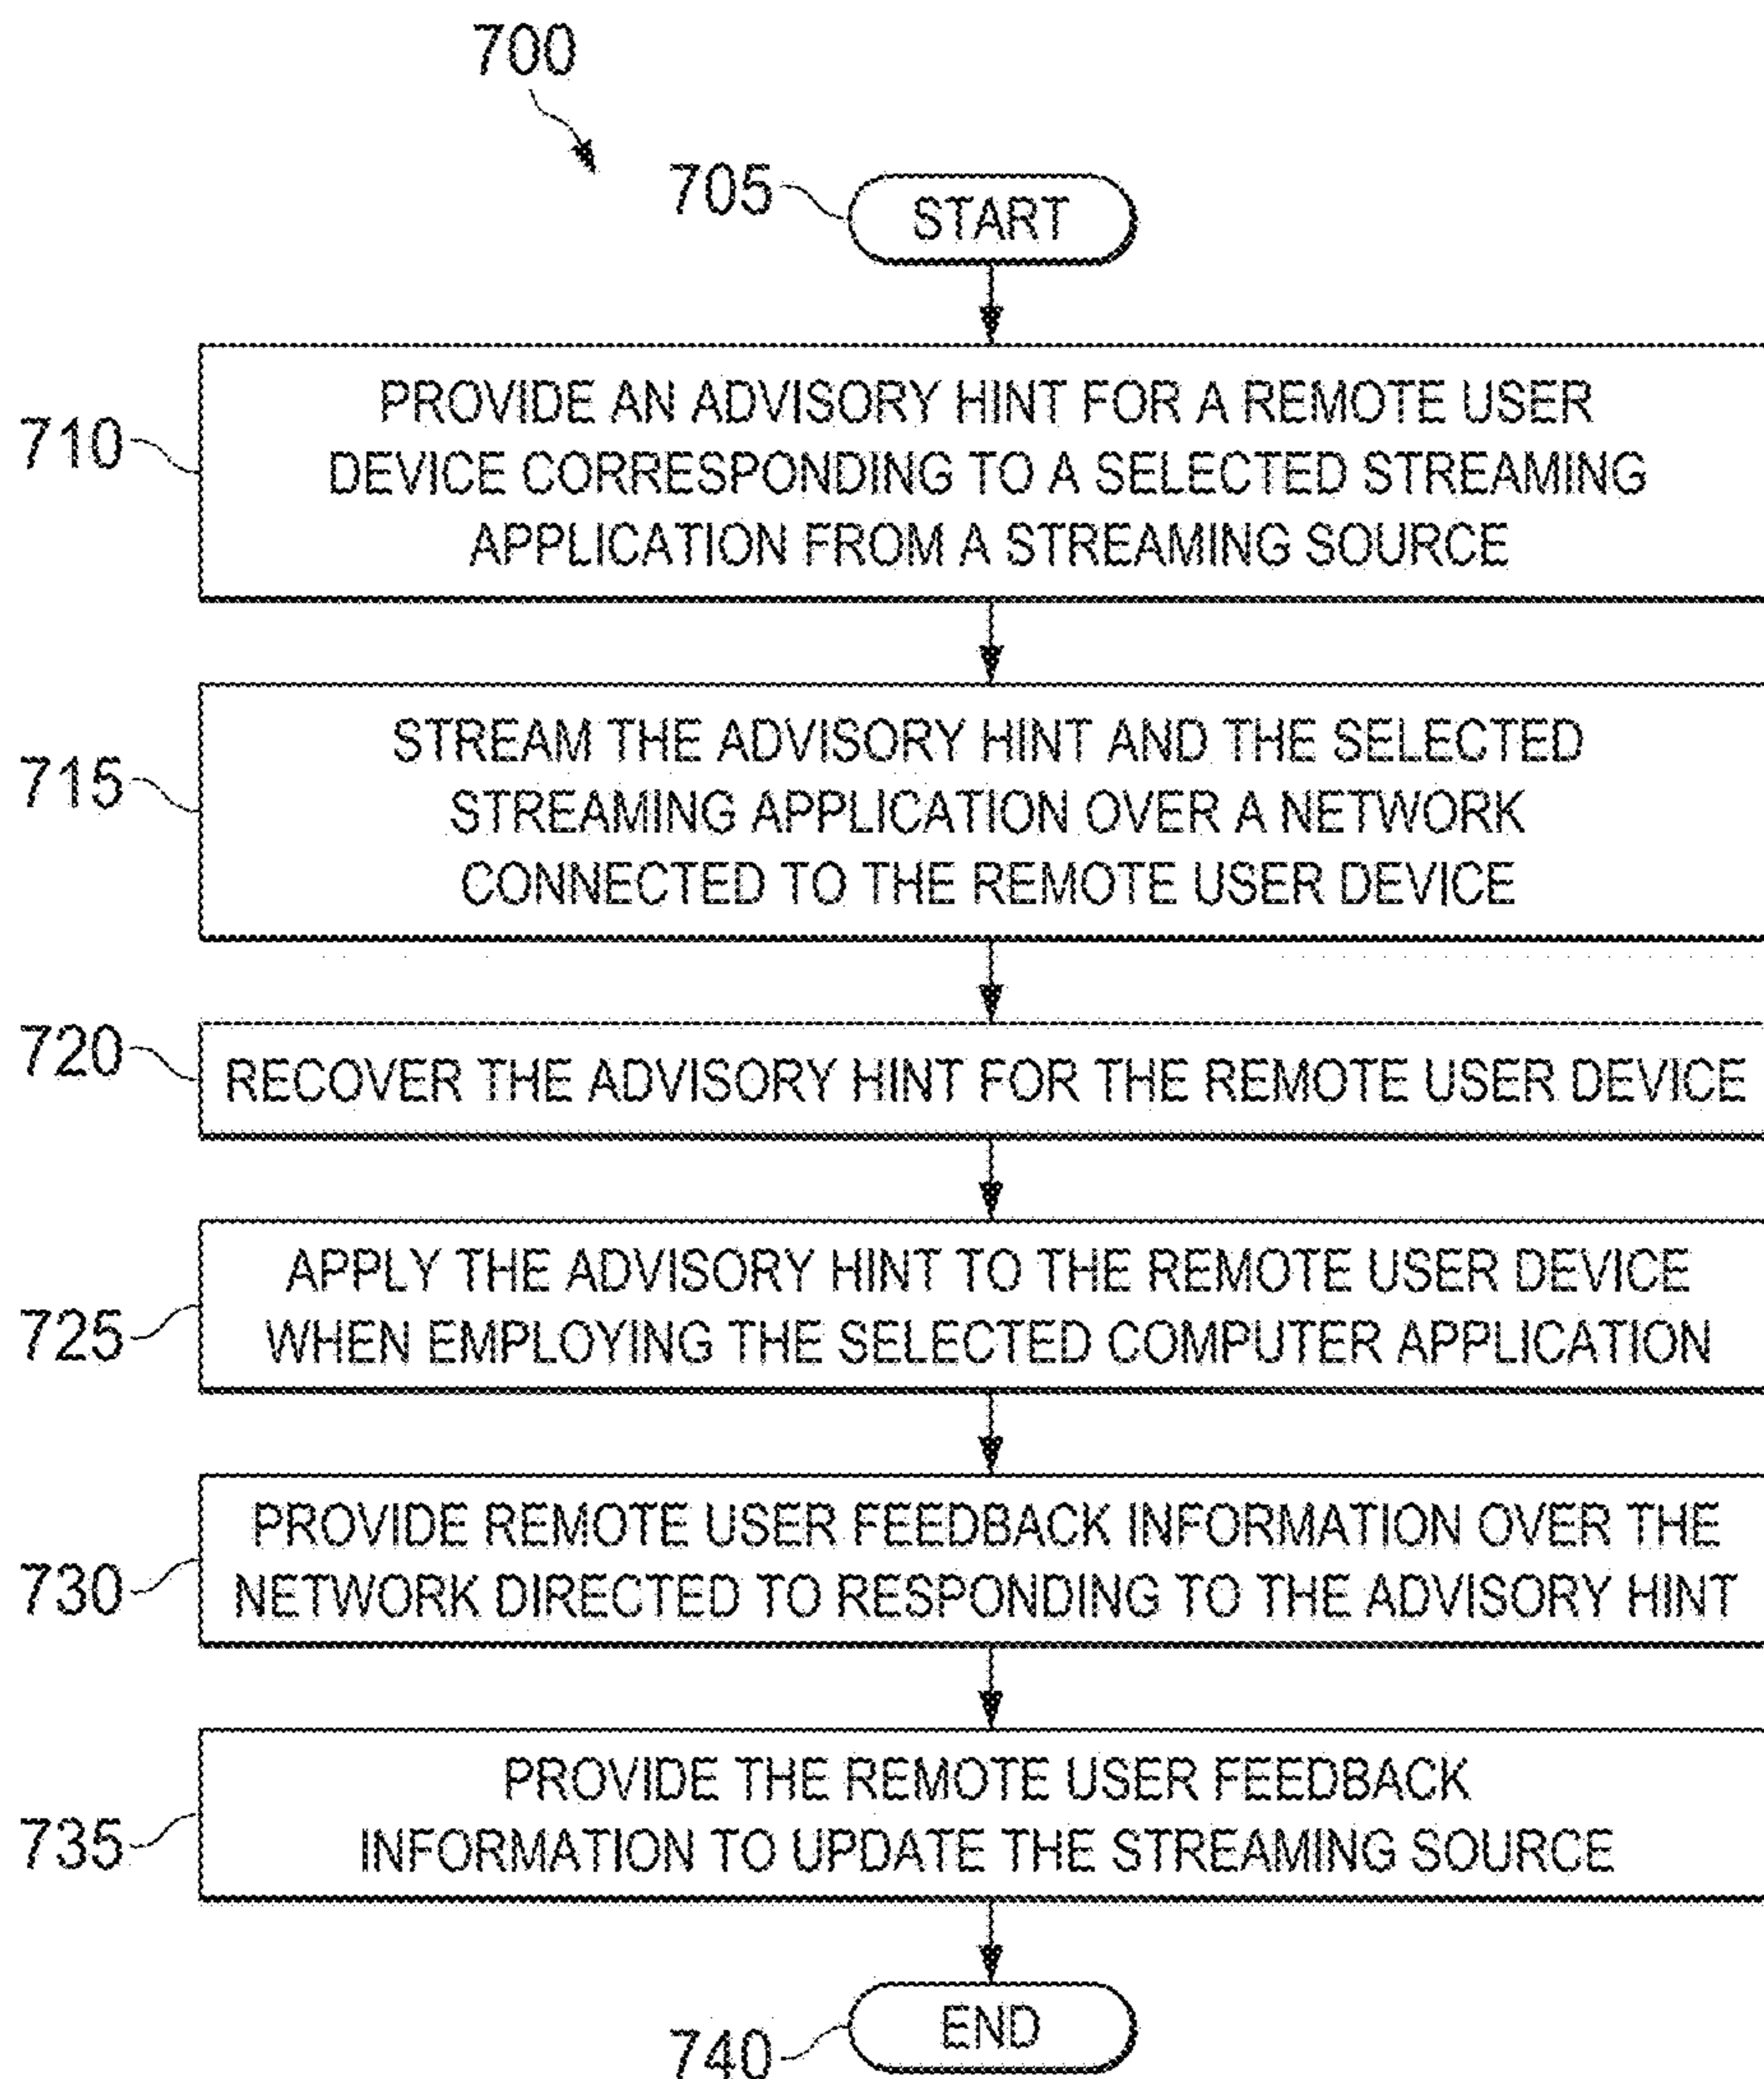 700
705
START
710
PROVIDE AN ADVISORY HINT FOR A REMOTE USER
DEVICE CORRESPONDING TO A SELECTED STREAMING
APPLICATION FROM A STREAMING SOURCE
715
STREAM THE ADVISORY HINT AND THE SELECTED
STREAMING APPLICATION OVER A NETWORK
CONNECTED TO THE REMOTE USER DEVICE
720
RECOVER THE ADVISORY HINT FOR THE REMOTE USER DEVICE
725
APPLY THE ADVISORY HINT TO THE REMOTE USER DEVICE
WHEN EMPLOYING THE SELECTED COMPUTER APPLICATION
730
PROVIDE REMOTE USER FEEDBACK INFORMATION OVER THE
NETWORK DIRECTED TO RESPONDING TO THE ADVISORY HINT
735
PROVIDE THE REMOTE USER FEEDBACK
INFORMATION TO UPDATE THE STREAMING SOURCE
740
END